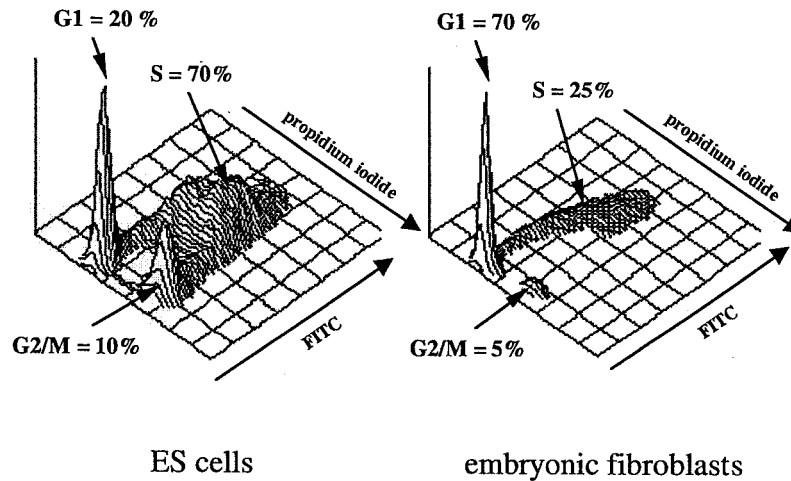 G1 = 20 %
S = 70%
propidium iodide
G2/M = 10%
FITC
ES cells
G1 = 70 %
S = 25%
propidium iodide
G2/M = 5%
FITC
embryonic fibroblasts